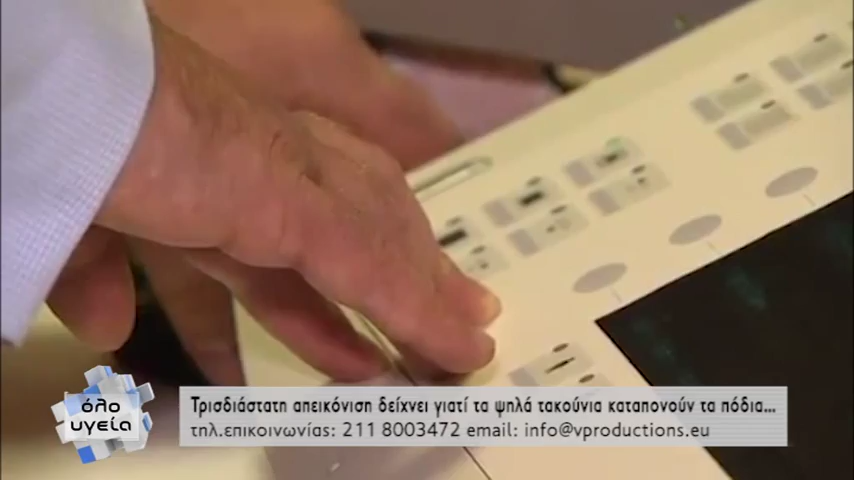 όλο
υγεία
Τρισδιάστατη απεικόνιση δείχνει γιατί τα ψηλά τακούνια καταπονούν τα πόδια...
τηλ.επικοινωνίας: 211 8003472 email: info@vproductions.eu